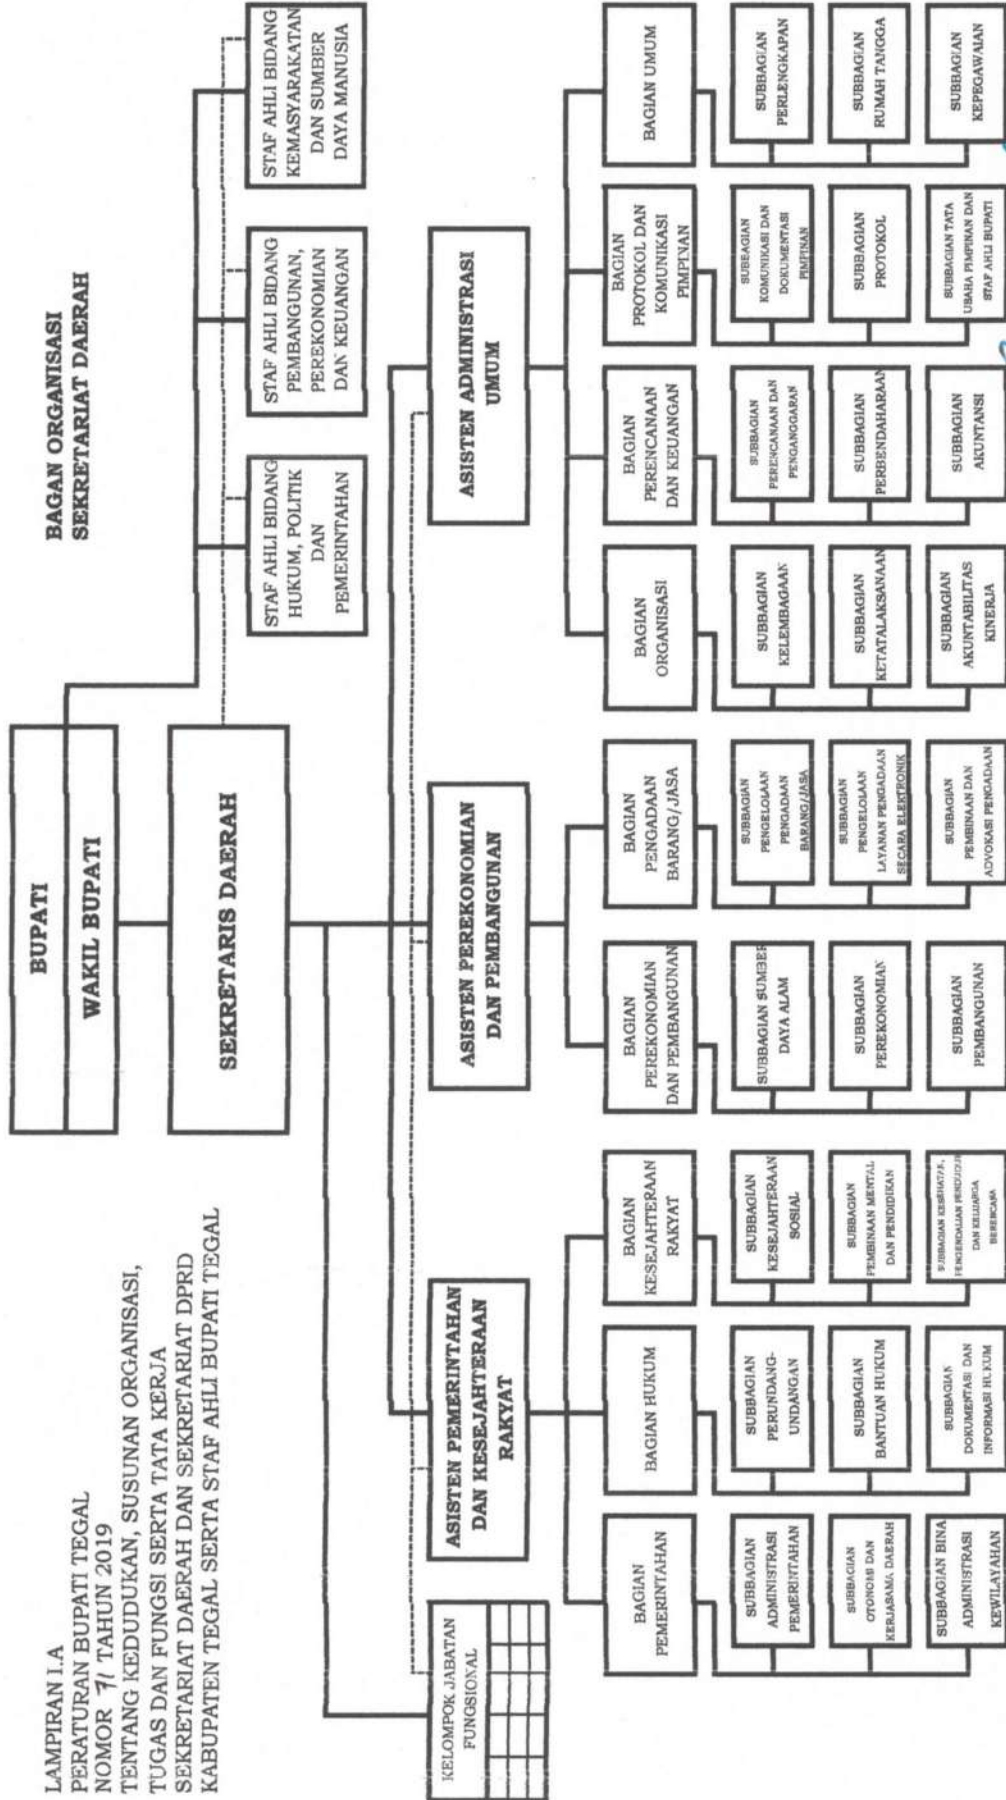 LAMPIRAN I.A
PERATURAN BUPATI TEGAL
NOMOR 71 TAHUN 2019
TENTANG KEDUDUKAN, SUSUNAN ORGANISASI,
TUGAS DAN FUNGSI SERTA TATA KERJA
SEKRETARIAT DAERAH DAN SEKRETARIAT DPRD
KABUPATEN TEGAL SERTA STAF AHLI BUPATI TEGAL
BAGAN ORGANISASI
SEKRETARIAT DAERAH
BUPATI
WAKIL BUPATI
SEKRETARIS DAERAH
STAF AHLI BIDANG
HUKUM, POLITIK
DAN
PEMERINTAHAN
STAF AHLI BIDANG
PEMBANGUNAN,
PEREKONOMIAN
DAN KEUANGAN
STAF AHLI BIDANG
KEMASYARAKATAN
DAN SUMBER
DAYA MANUSIA
KELOMPOK JABATAN
FUNGSIONAL
ASISTEN PEMERINTAHAN
DAN KESEJAHTERAAN
RAKYAT
ASISTEN PEREKONOMIAN
DAN PEMBANGUNAN
ASISTEN ADMINISTRASI
UMUM
BAGIAN
PEMERINTAHAN
BAGIAN HUKUM
BAGIAN
KESEJAHTERAAN
RAKYAT
BAGIAN
PEREKONOMIAN
DAN PEMBANGUNAN
BAGIAN
PENGADAAN
BARANG/JASA
BAGIAN
ORGANISASI
BAGIAN
PERENCANAAN
DAN KEUANGAN
BAGIAN
PROTOKOL DAN
KOMUNIKASI
PIMPINAN
BAGIAN UMUM
SUBBAGIAN
ADMINISTRASI
PEMERINTAHAN
SUBBAGIAN
PERUNDANG-
UNDANGAN
SUBBAGIAN
KESEJAHTERAAN
SOSIAL
SUBBAGIAN SUMBER
DAYA ALAM
SUBBAGIAN
PENGELOLAAN
PENGADAAN
BARANG/JASA
SUBBAGIAN
KELEMBAGAAN
SUBBAGIAN
PERENCANAAN DAN
PENGANGGARAN
SUBBAGIAN
KOMUNIKASI DAN
DOKUMENTASI
PIMPINAN
SUBBAGIAN
PERLENGKAPAN
SUBBAGIAN
OTONOMI DAN
KERJASAMA DAERAH
SUBBAGIAN
BANTUAN HUKUM
SUBBAGIAN
PEMBINAAN MENTAL
DAN PENDIDIKAN
SUBBAGIAN
PEREKONOMIAN
SUBBAGIAN
PENGELOLAAN
LAYANAN PENGADAAN
SECARA ELEKTRONIK
SUBBAGIAN
KETATALAKSANAAN
SUBBAGIAN
PERBENDAHARAAN
SUBBAGIAN
PROTOKOL
SUBBAGIAN
RUMAH TANGGA
SUBBAGIAN BINA
ADMINISTRASI
KEWILAYAHAN
SUBBAGIAN
DOKUMENTASI DAN
INFORMASI HUKUM
SUBBAGIAN KESEHATAN,
PENGENDALIAN PENDUDUK
DAN KELUARGA
BERENCANA
SUBBAGIAN
PEMBANGUNAN
SUBBAGIAN
PEMBINAAN DAN
ADVOKASI PENGADAAN
SUBBAGIAN
AKUNTABILITAS
KINERJA
SUBBAGIAN
AKUNTANSI
SUBBAGIAN TATA
USAHA PIMPINAN DAN
STAF AHLI BUPATI
SUBBAGIAN
KEPEGAWAIAN